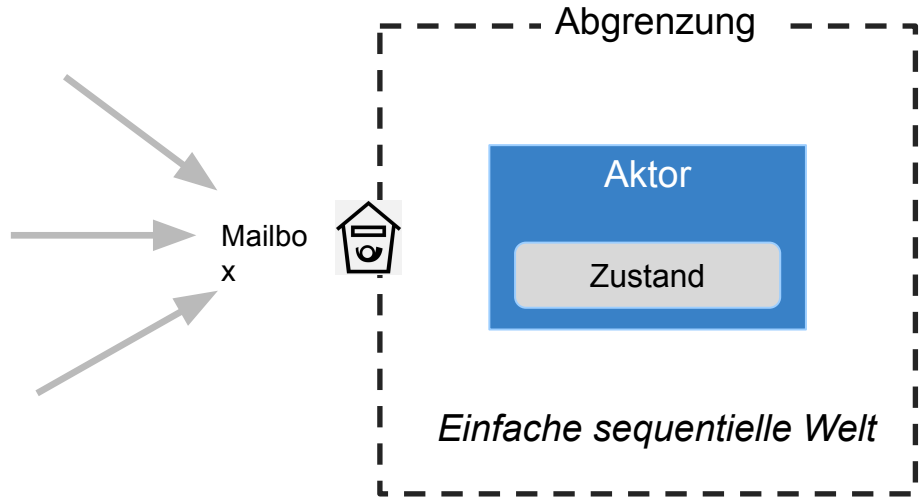 Abgrenzung
Aktor
Mailbo
x
Zustand
Einfache sequentielle Welt